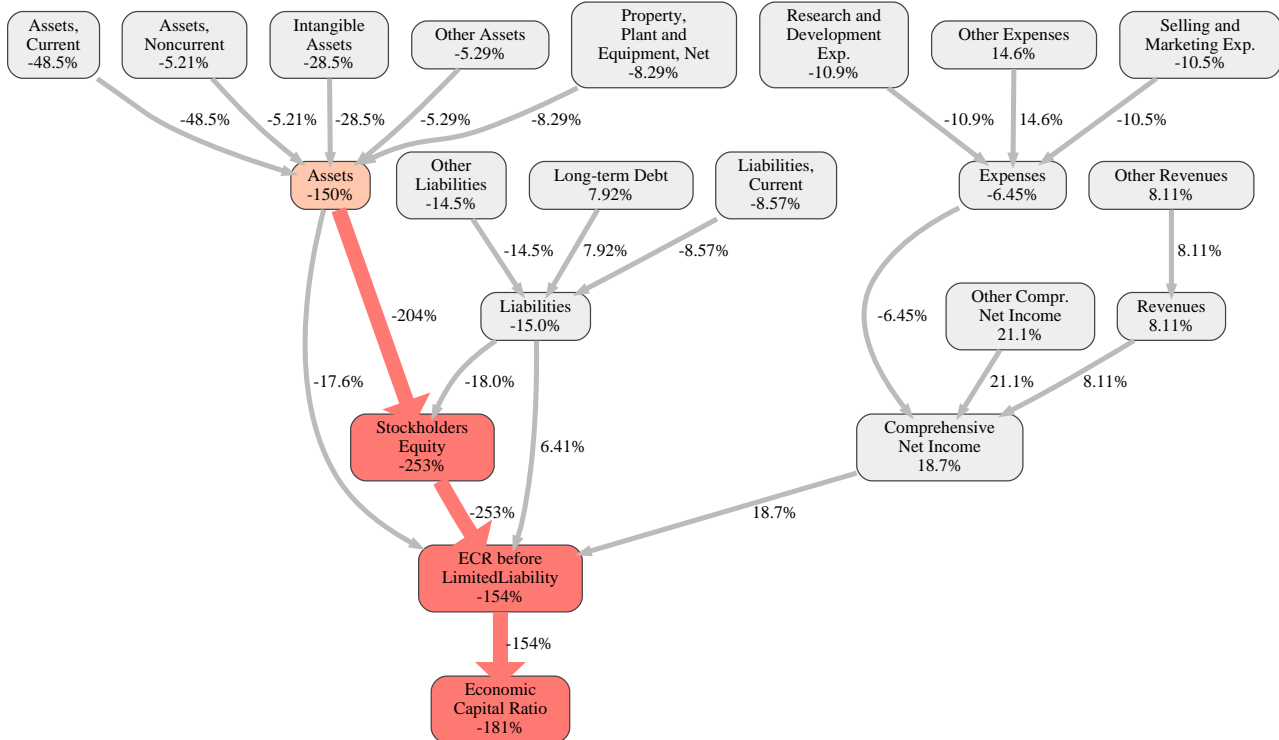 Assets,
Current
-48.5%
Assets,
Noncurrent
-5.21%
Intangible
Assets
-28.5%
Other Assets
-5.29%
Property,
Plant and
Equipment, Net
-8.29%
Research and
Development
Exp.
-10.9%
Other Expenses
14.6%
Selling and
Marketing Exp.
-10.5%
-48.5%
-5.21%
-28.5%
-5.29%
-8.29%
-10.9%
14.6%
-10.5%
Assets
-150%
Other
Liabilities
-14.5%
Long-term Debt
7.92%
Liabilities,
Current
-8.57%
Expenses
-6.45%
Other Revenues
8.11%
-14.5%
7.92%
-8.57%
8.11%
-204%
Liabilities
-15.0%
-6.45%
Other Compr.
Net Income
21.1%
Revenues
8.11%
-17.6%
-18.0%
21.1%
8.11%
Stockholders
Equity
-253%
6.41%
Comprehensive
Net Income
18.7%
-253%
18.7%
ECR before
LimitedLiability
-154%
-154%
Economic
Capital Ratio
-181%